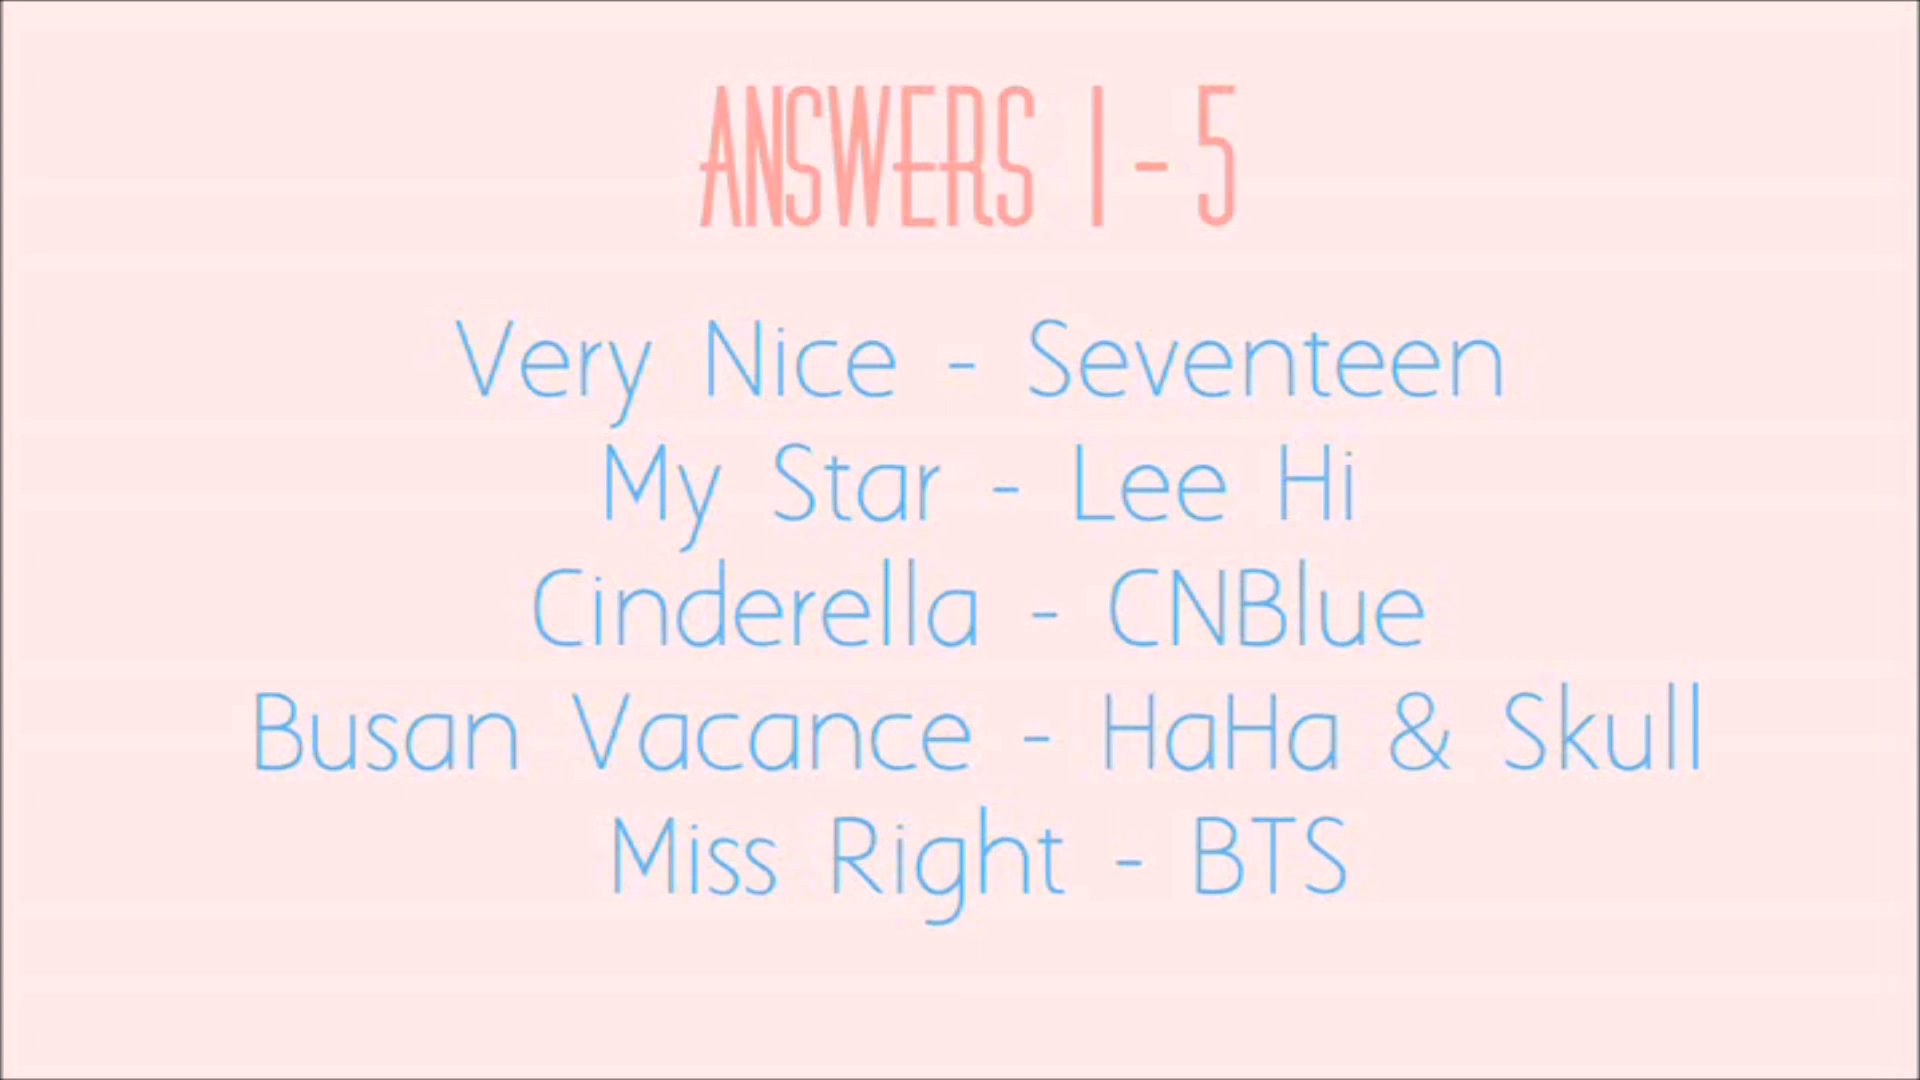 ANSWERS 1 - 5
Very Nice - Seventeen
My Star - Lee Hi
Cinderella - CNBlue
Busan Vacance - HaHa & Skull
Miss Right - BTS